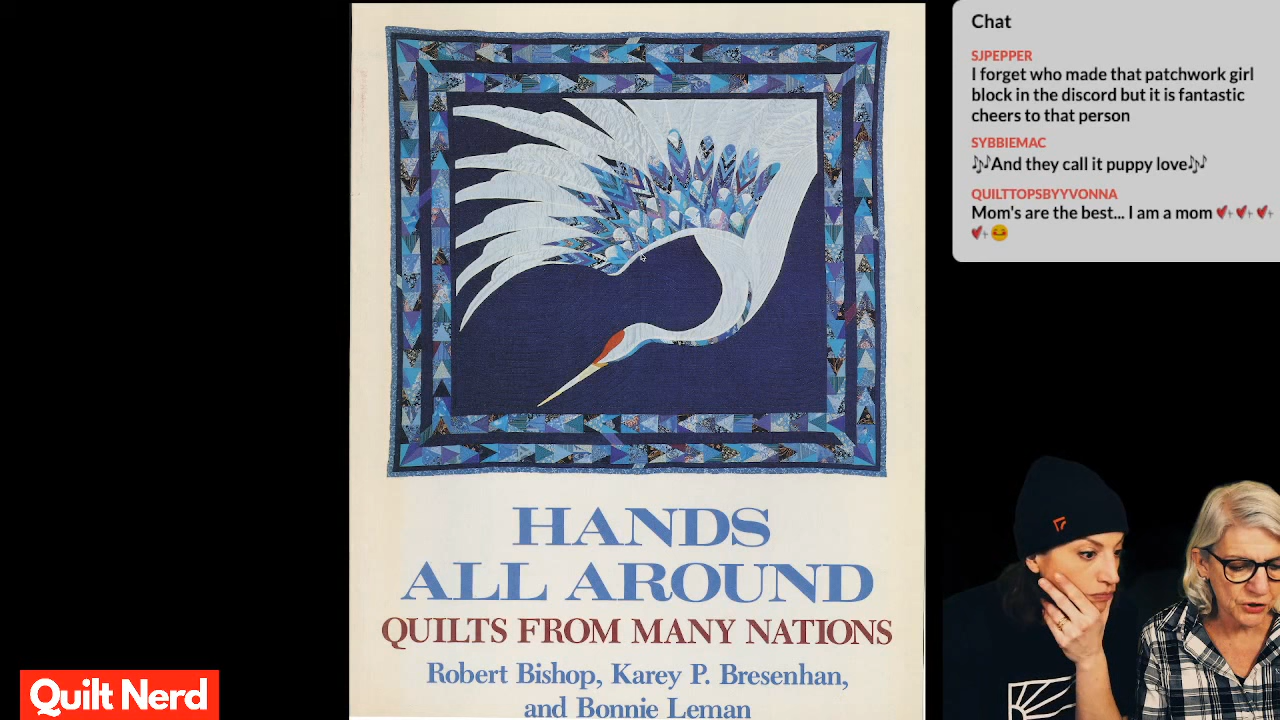 HANDS
ALL AROUND
QUILTS FROM MANY NATIONS
Robert Bishop, Karey P. Bresenhan,
and Bonnie Leman
Quilt Nerd
Chat
SJPEPPER
I forget who made that patchwork girl
block in the discord but it is fantastic
cheers to that person
SYBBIEMAC
🎶And they call it puppy love🎶
QUILTTOPSBYYVONNA
Mom's are the best... I am a mom